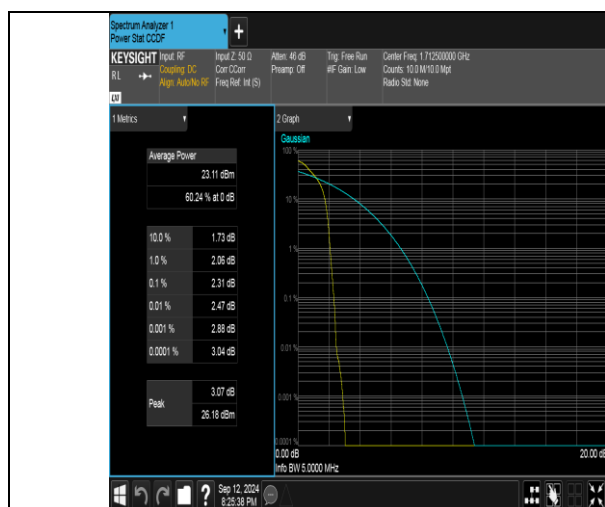 Spectrum Analyzer 1
Power Stat CCDF
+
KEYSIGHT
RL
LXI
Input: RF
Coupling: DC
Align: Auto/No RF
Input Z: 50 Ω
Corr CCorr
Freq Ref: Int (S)
Atten: 46 dB
Preamp: Off
Trig: Free Run
#IF Gain: Low
Center Freq: 1.712500000 GHz
Counts: 10.0 M/10.0 Mpt
Radio Std: None
1 Metrics
Average Power
23.11 dBm
60.24 % at 0 dB
10.0 % 1.73 dB
1.0 % 2.06 dB
0.1 % 2.31 dB
0.01 % 2.47 dB
0.001 % 2.88 dB
0.0001 % 3.04 dB
Peak
3.07 dB
26.18 dBm
2 Graph
Gaussian
100 %
10 %
1 %
0.1 %
0.01 %
0.001 %
0.0001 %
0.00 dB
20.00 dB
Info BW 5.0000 MHz
?
Sep 12, 2024
8:25:38 PM